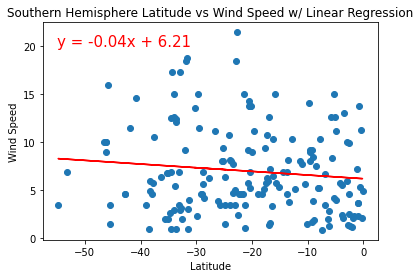 Southern Hemisphere Latitude vs Wind Speed w/ Linear Regression
y = -0.04x + 6.21
Wind Speed
20
15
10
5
0
−50
−40
−30
−20
−10
0
Latitude